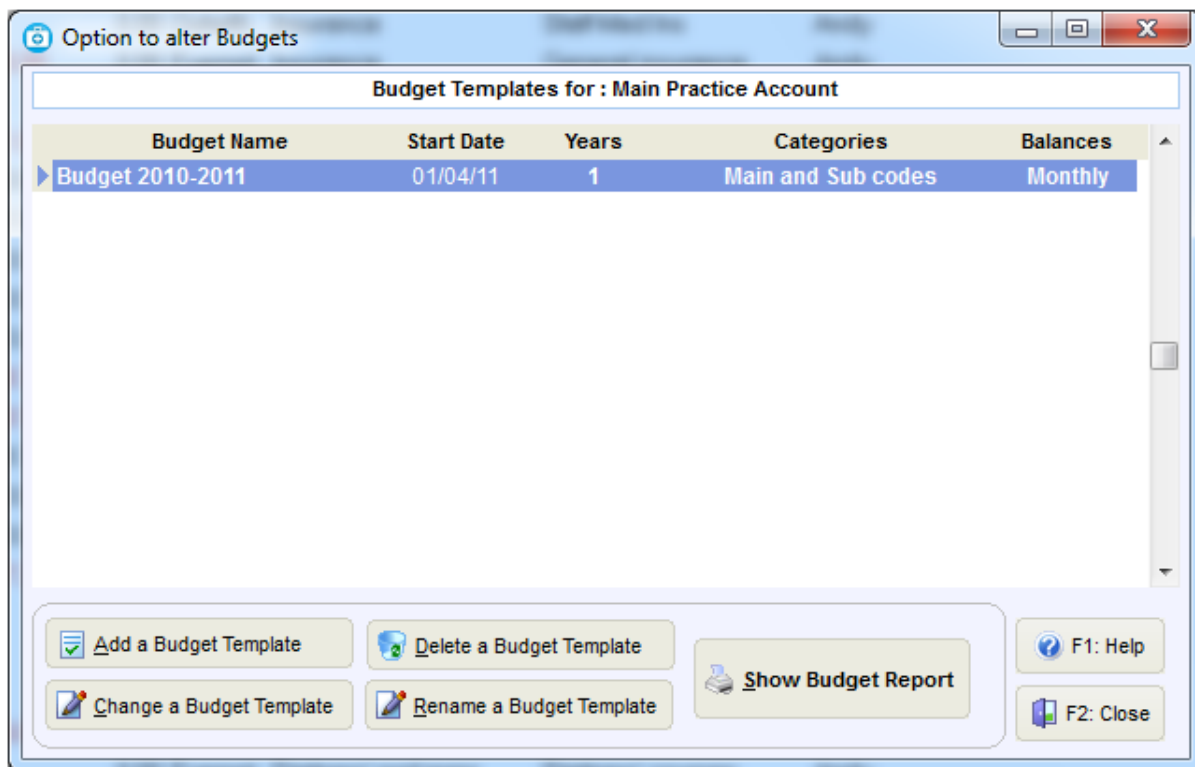 Option to alter Budgets
Budget Templates for : Main Practice Account
Budget Name Start Date Years Categories Balances
Budget 2010-2011 01/04/11 1 Main and Sub codes Monthly
Add a Budget Template Delete a Budget Template
Change a Budget Template Rename a Budget Template
Show Budget Report
F1: Help
F2: Close